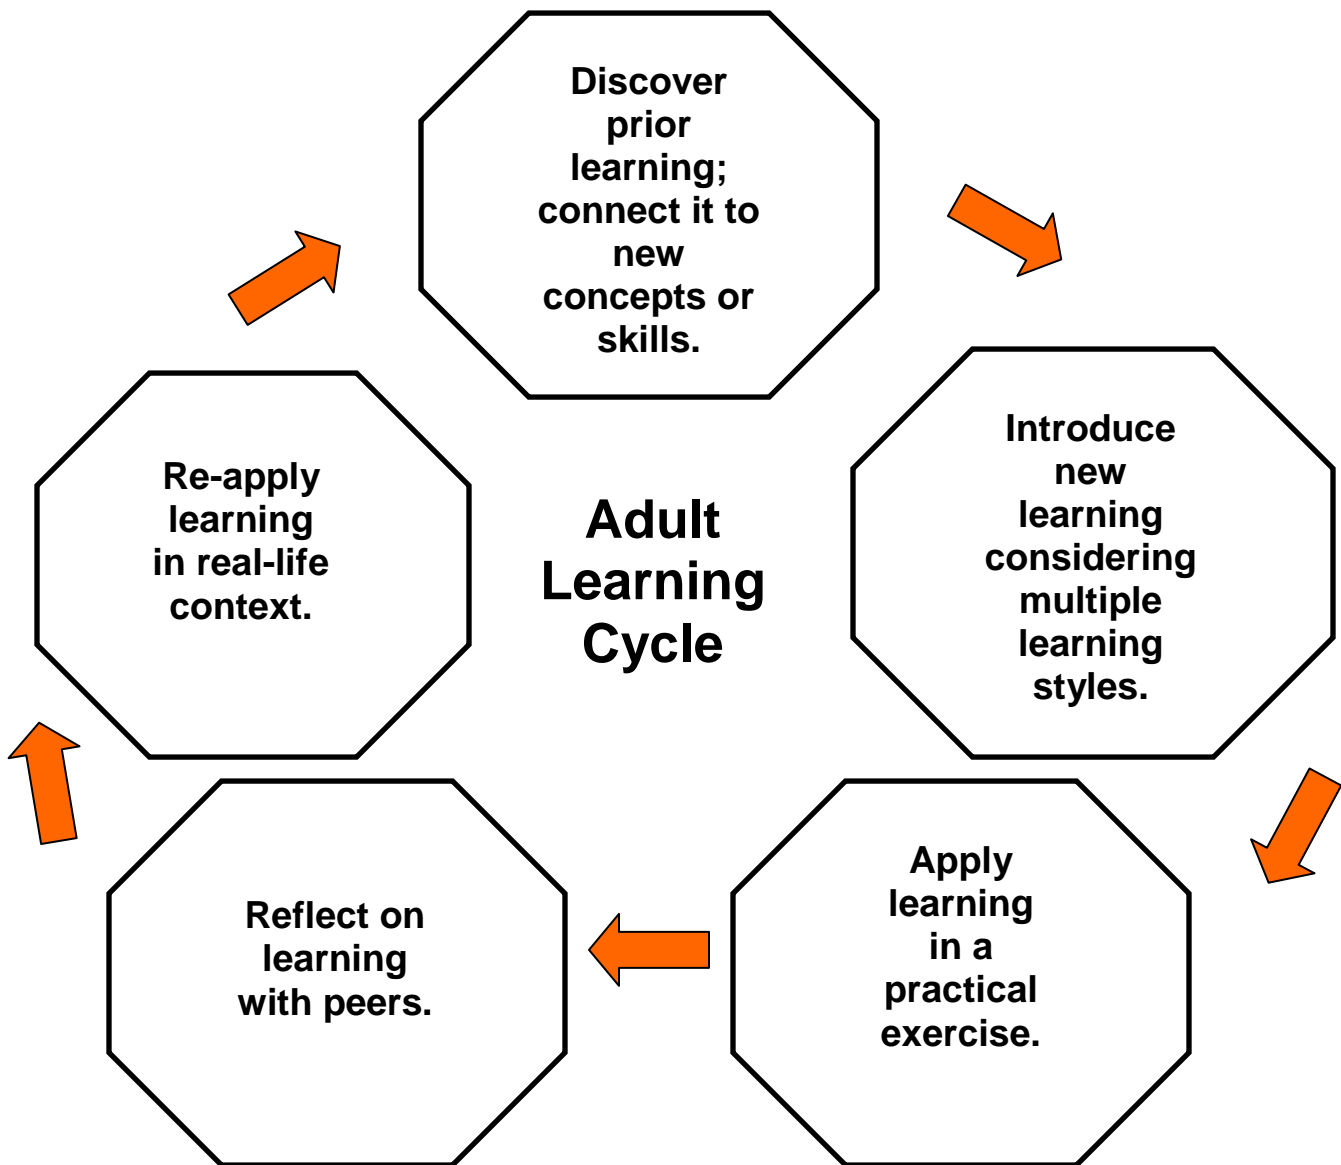 Discover
prior
learning;
connect it to
new
concepts or
skills.
Introduce
new
learning
considering
multiple
learning
styles.
Apply
learning
in a
practical
exercise.
Reflect on
learning
with peers.
Re-apply
learning
in real-life
context.
Adult
Learning
Cycle